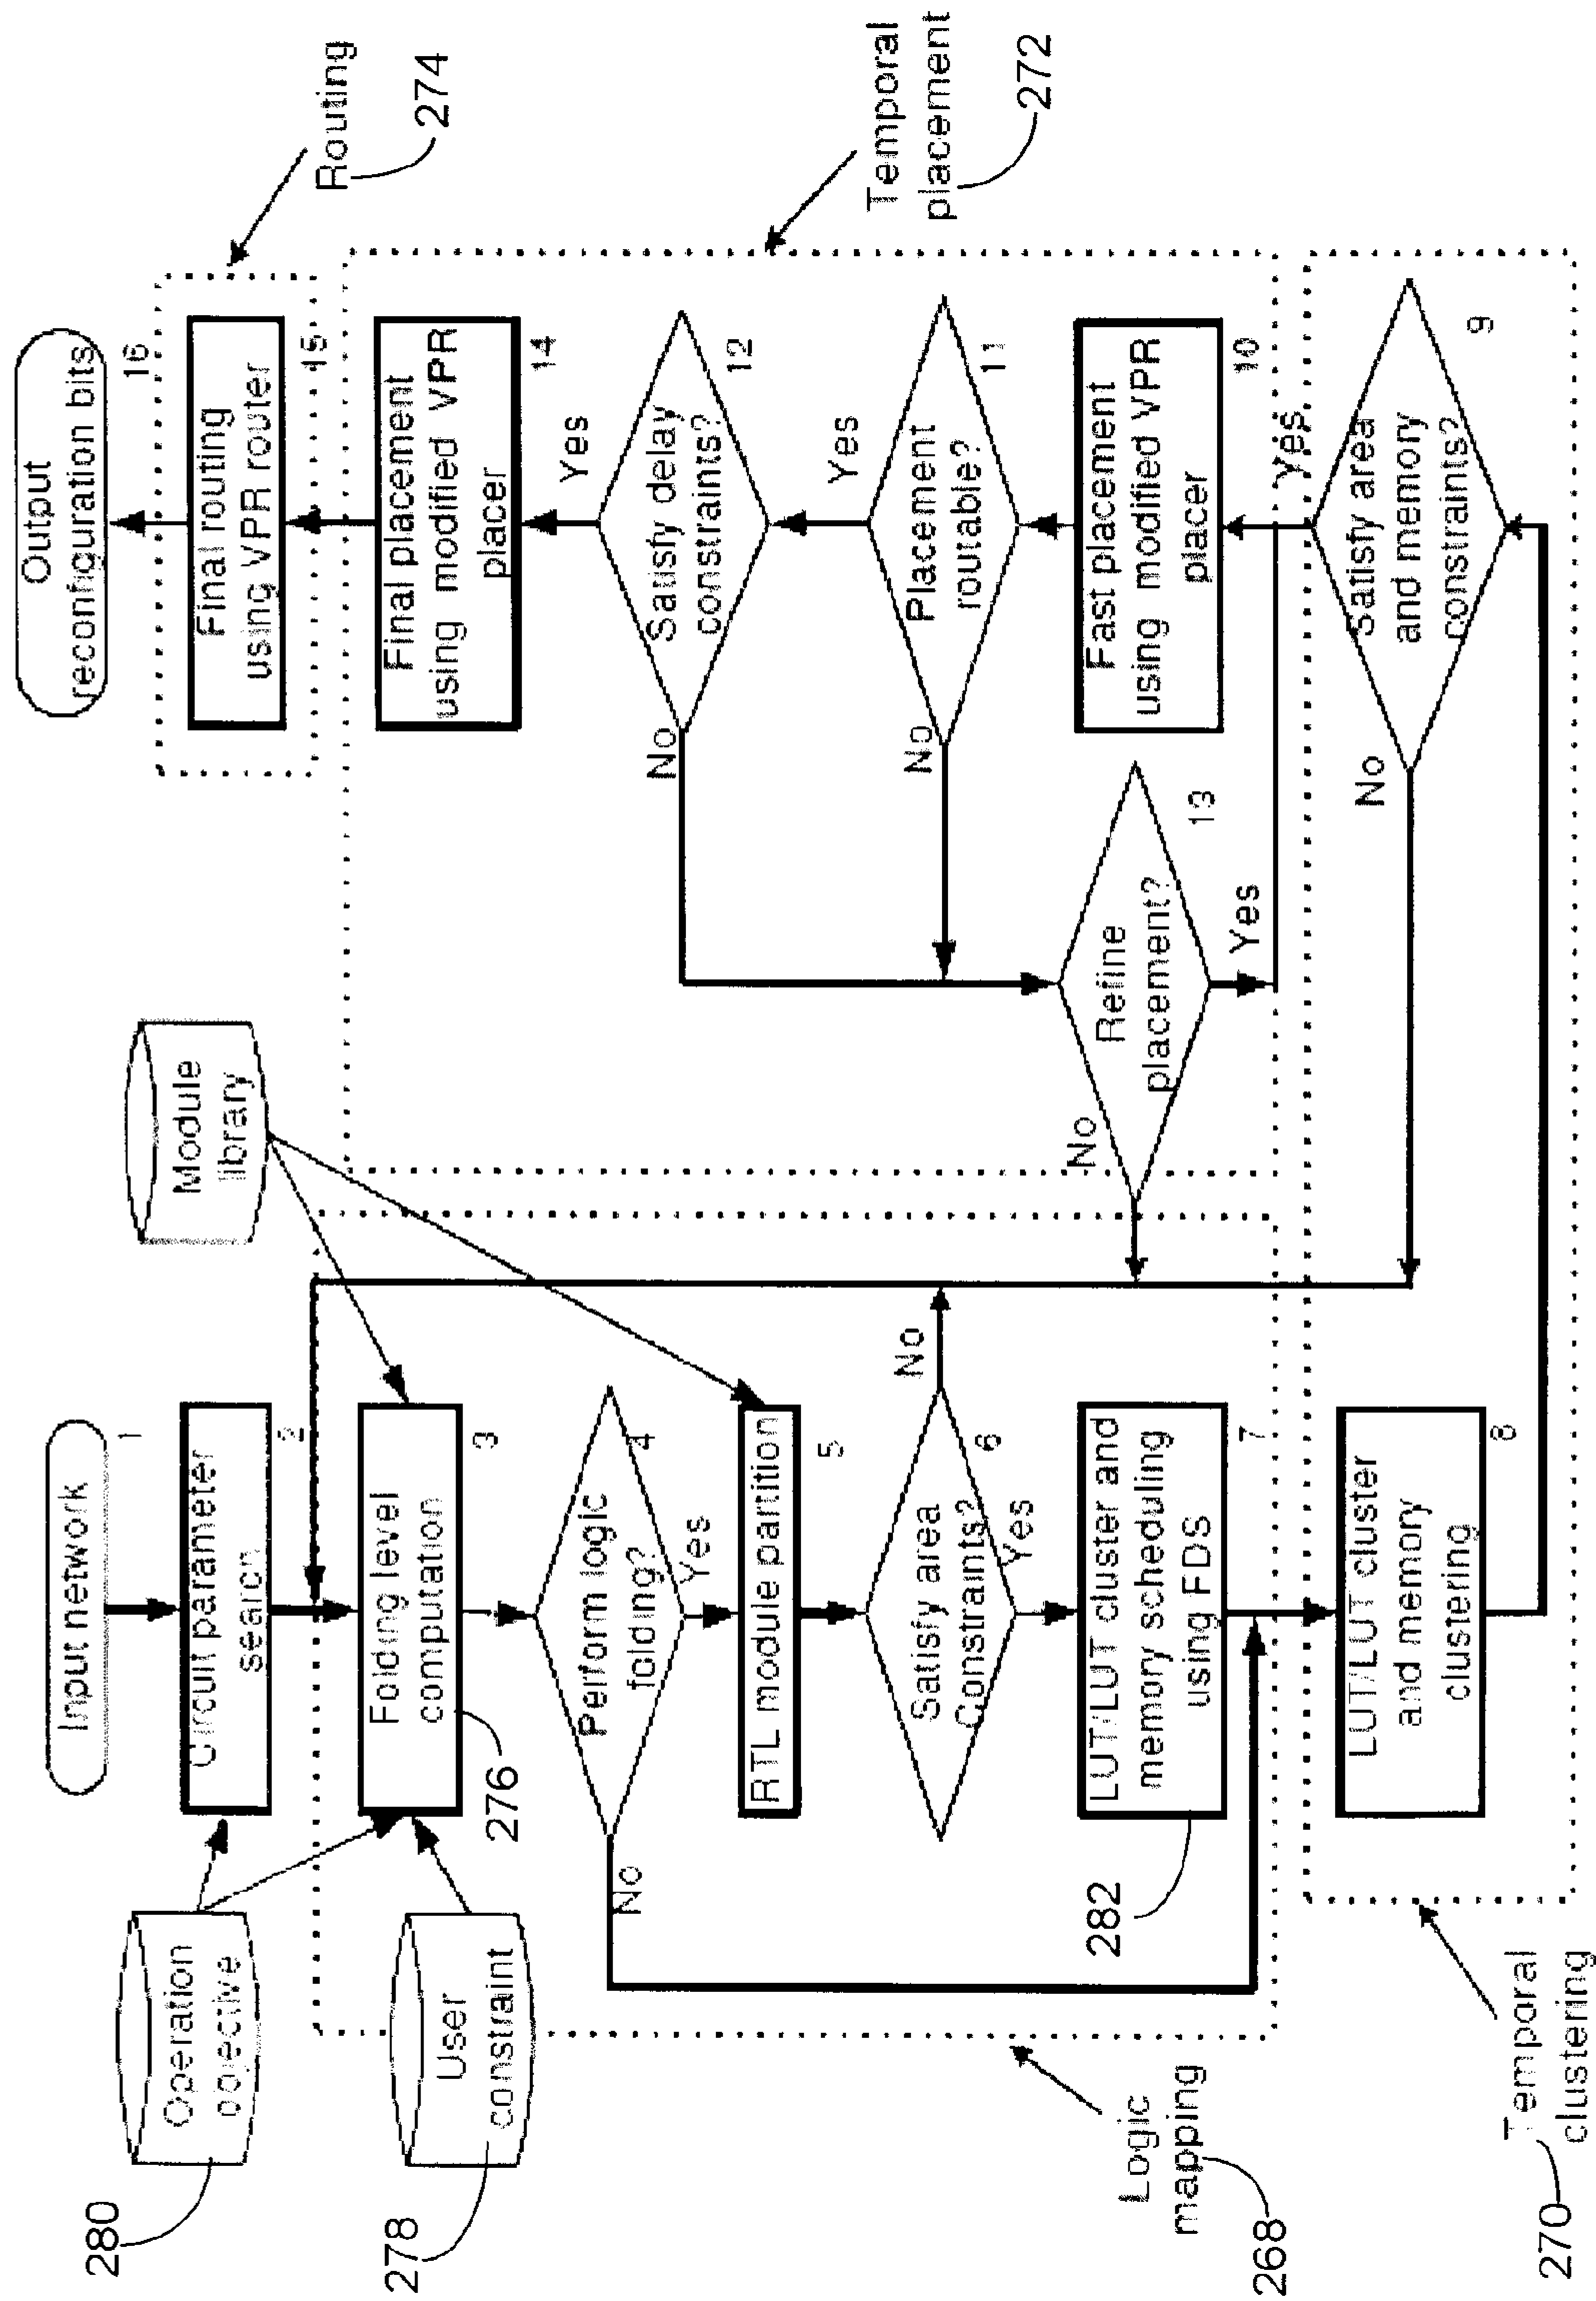 Input network
1
Circuit parameter
search
2
Operation
objective
280
User
constraint
278
Module
library
Folding level
computation
3
276
Perform logic
folding?
4
No
Yes
RTL module partition
5
Satisfy area
Constraints?
6
No
Yes
LUT/LUT cluster and
memory scheduling
using FDS
7
282
Logic
mapping
268
LUT/LUT cluster
and memory
clustering
8
Temporal
clustering
270
Satisfy area
and memory
constraints?
9
No
Yes
Fast placement
using modified VPR
placer
10
Placement
routable?
11
No
Yes
Satisfy delay
constraints?
12
No
Yes
Refine
placement?
13
No
Yes
Final placement
using modified VPR
placer
14
Temporal
placement
272
Final routing
using VPR router
15
Routing
274
Output
reconfiguration bits
16